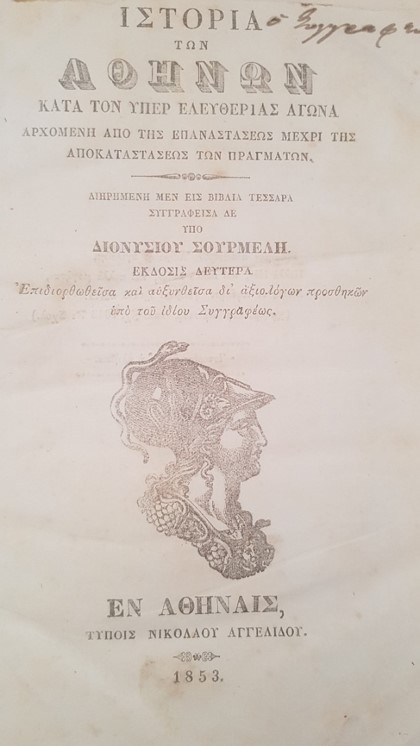 ΙΣΤΟΡΙΑ
ὁ Συγγραφεὺς
ΤΩΝ
ΑΘΗΝΩΝ
ΚΑΤΑ ΤΟΝ ΥΠΕΡ ΕΛΕΥΘΕΡΙΑΣ ΑΓΩΝΑ
ΑΡΧΟΜΕΝΗ ΑΠΟ ΤΗΣ ΕΠΑΝΑΣΤΑΣΕΩΣ ΜΕΧΡΙ ΤΗΣ
ΑΠΟΚΑΤΑΣΤΑΣΕΩΣ ΤΩΝ ΠΡΑΓΜΑΤΩΝ,
ΔΙΗΡΗΜΕΝΗ ΜΕΝ ΕΙΣ ΒΙΒΛΙΑ ΤΕΣΣΑΡΑ
ΣΥΓΓΡΑΦΕΙΣΑ ΔΕ
ΥΠΟ
ΔΙΟΝΥΣΙΟΥ ΣΟΥΡΜΕΛΗ.
ΕΚΔΟΣΙΣ ΔΕΥΤΕΡΑ
Ἐπιδιορθωθεῖσα καὶ αὐξυνθεῖσα δι' ἀξιολόγων προσθηκῶν
ὑπὸ τοῦ ἰδίου Συγγραφέως.
ΕΝ ΑΘΗΝΑΙΣ,
ΤΥΠΟΙΣ ΝΙΚΟΛΑΟΥ ΑΓΓΕΛΙΔΟΥ.
1853.